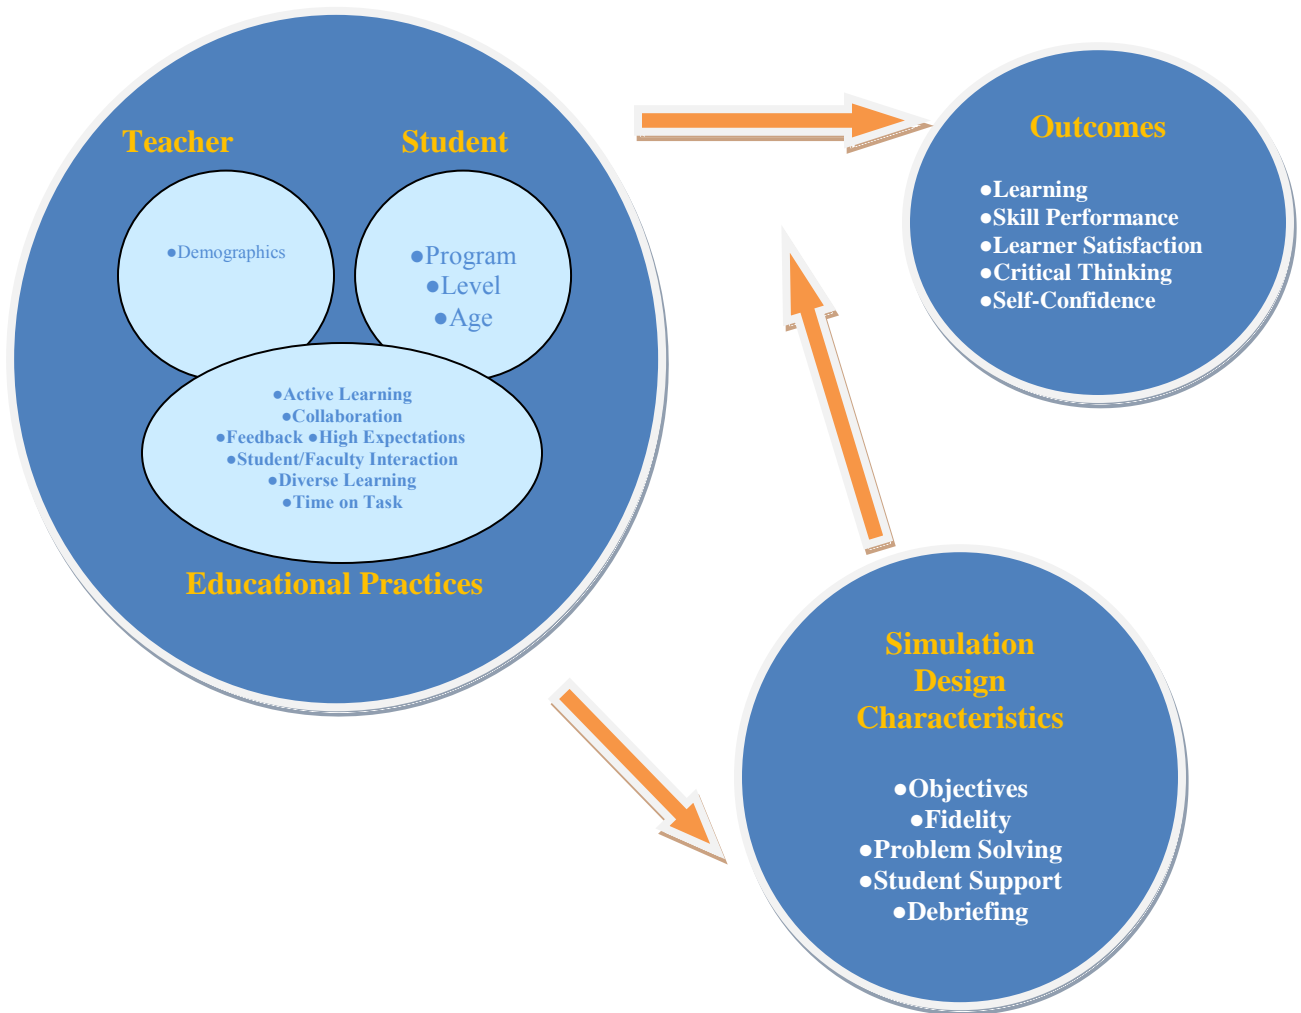 Teacher
●Demographics
Student
●Program
●Level
●Age
●Active Learning
●Collaboration
●Feedback ●High Expectations
●Student/Faculty Interaction
●Diverse Learning
●Time on Task
Educational Practices
Outcomes
●Learning
●Skill Performance
●Learner Satisfaction
●Critical Thinking
●Self-Confidence
Simulation
Design
Characteristics
●Objectives
●Fidelity
●Problem Solving
●Student Support
●Debriefing